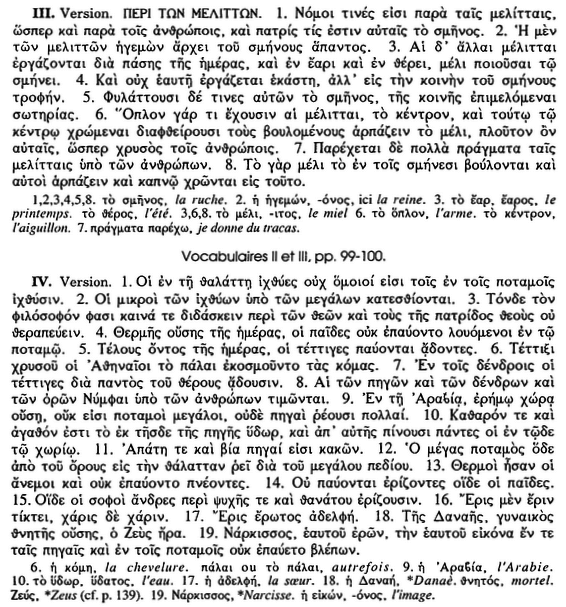 III. Version. ΠΕΡΙ ΤΩΝ ΜΕΛΙΤΤΩΝ. 1. Νόμοι τινές εἰσι παρὰ ταῖς μελίτταις,
ὥσπερ καὶ παρὰ τοῖς ἀνθρώποις, καὶ πατρίς τίς ἐστιν αὐταῖς τὸ σμῆνος. 2. Ἡ μὲν
τῶν μελιττῶν ἡγεμὼν ἄρχει τοῦ σμήνους ἅπαντος. 3. Αἱ δ' ἄλλαι μέλιτται
ἐργάζονται διὰ πάσης τῆς ἡμέρας, καὶ ἐν ἔαρι καὶ ἐν θέρει, μέλι ποιοῦσαι τῷ
σμήνει. 4. Καὶ οὐχ ἑαυτῇ ἐργάζεται ἑκάστη, ἀλλ' εἰς τὴν κοινὴν τοῦ σμήνους
τροφήν. 5. Φυλάττουσι δέ τινες αὐτῶν τὸ σμῆνος, τῆς κοινῆς ἐπιμελόμεναι
σωτηρίας. 6. Ὅπλον γάρ τι ἔχουσιν αἱ μέλιτται, τὸ κέντρον, καὶ τούτῳ τῷ
κέντρῳ χρώμεναι διαφθείρουσι τοὺς βουλομένους ἁρπάζειν τὸ μέλι, πλοῦτον ὂν
αὐταῖς, ὥσπερ χρυσὸς τοῖς ἀνθρώποις. 7. Παρέχεται δὲ πολλὰ πράγματα ταῖς
μελίτταις ὑπὸ τῶν ἀνθρώπων. 8. Τὸ γὰρ μέλι τὸ ἐν τοῖς σμήνεσι βούλονται καὶ
αὐτοὶ ἁρπάζειν καὶ καπνῷ χρῶνται εἰς τοῦτο.
1,2,3,4,5,8. τὸ σμῆνος, la ruche. 2. ἡ ἡγεμών, -όνος, ici la reine. 3. τὸ ἔαρ, ἔαρος, le
printemps. τὸ θέρος, l'été. 3,6,8. τὸ μέλι, -ιτος, le miel 6. τὸ ὅπλον, l'arme. τὸ κέντρον,
l'aiguillon. 7. πράγματα παρέχω, je donne du tracas.
Vocabulaires II et III, pp. 99-100.
IV. Version. 1. Οἱ ἐν τῇ θαλάττῃ ἰχθύες οὐχ ὅμοιοί εἰσι τοῖς ἐν τοῖς ποταμοῖς
ἰχθύσιν. 2. Οἱ μικροὶ τῶν ἰχθύων ὑπὸ τῶν μεγάλων κατεσθίονται. 3. Τόνδε τὸν
φιλόσοφόν φασι καινά τε διδάσκειν περὶ τῶν θεῶν καὶ τοὺς τῆς πατρίδος θεοὺς οὐ
θεραπεύειν. 4. Θερμῆς οὔσης τῆς ἡμέρας, οἱ παῖδες οὐκ ἐπαύοντο λουόμενοι ἐν τῷ
ποταμῷ. 5. Τέλους ὄντος τῆς ἡμέρας, οἱ τέττιγες παύονται ᾄδοντες. 6. Τέττιξι
χρυσοῦ οἱ Ἀθηναῖοι τὸ πάλαι ἐκοσμοῦντο τὰς κόμας. 7. Ἐν τοῖς δένδροις οἱ
τέττιγες διὰ παντὸς τοῦ θέρους ᾄδουσιν. 8. Αἱ τῶν πηγῶν καὶ τῶν δένδρων καὶ
τῶν ὀρῶν Νύμφαι ὑπὸ τῶν ἀνθρώπων τιμῶνται. 9. Ἐν τῇ Ἀραβίᾳ, ἐρήμῳ χώρᾳ
οὔσῃ, οὔκ εἰσι ποταμοὶ μεγάλοι, οὐδὲ πηγαὶ ῥέουσι πολλαί. 10. Καθαρόν τε καὶ
ἀγαθόν ἐστι τὸ ἐκ τῆσδε τῆς πηγῆς ὕδωρ, καὶ ἀπ' αὐτῆς πίνουσι πάντες οἱ ἐν τῷδε
τῷ χωρίῳ. 11. Ἀπάτη τε καὶ βία πηγαί εἰσι κακῶν. 12. Ὁ μέγας ποταμὸς ὅδε
ἀπὸ τοῦ ὄρους εἰς τὴν θάλατταν ῥεῖ διὰ τοῦ μεγάλου πεδίου. 13. Θερμοὶ ἦσαν οἱ
ἄνεμοι καὶ οὐκ ἐπαύοντο πνέοντες. 14. Οὐ παύονται ἐρίζοντες οἵδε οἱ παῖδες.
15. Οἵδε οἱ σοφοὶ ἄνδρες περὶ ψυχῆς τε καὶ θανάτου ἐρίζουσιν. 16. Ἔρις μὲν ἔριν
τίκτει, χάρις δὲ χάριν. 17. Ἔρις ἔρωτος ἀδελφή. 18. Τῆς Δαναῆς, γυναικὸς
θνητῆς οὔσης, ὁ Ζεὺς ἤρα. 19. Νάρκισσος, ἑαυτοῦ ἐρῶν, τὴν ἑαυτοῦ εἰκόνα ἔν τε
ταῖς πηγαῖς καὶ ἐν τοῖς ποταμοῖς οὐκ ἐπαύετο βλέπων.
6. ἡ κόμη, la chevelure. πάλαι ου τὸ πάλαι, autrefois. 9. ἡ Ἀραβία, l'Arabie.
10. τὸ ὕδωρ, ὕδατος, l'eau. 17. ἡ ἀδελφή, la sœur. 18. ἡ Δαναή, *Danaè. θνητός, mortel.
Ζεύς, *Zeus (cf. p. 139). 19. Νάρκισσος, *Narcisse. ἡ εἰκών, -όνος, l'image.